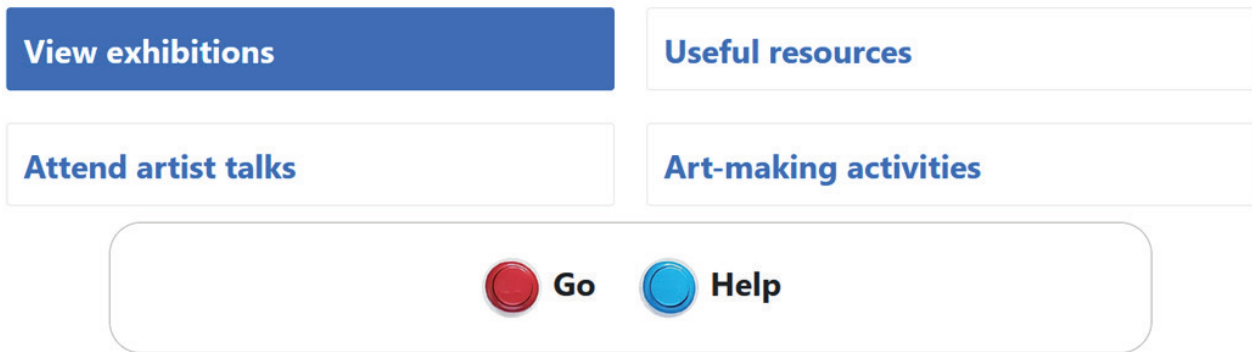 View exhibitions
Useful resources
Attend artist talks
Art-making activities
Go
Help